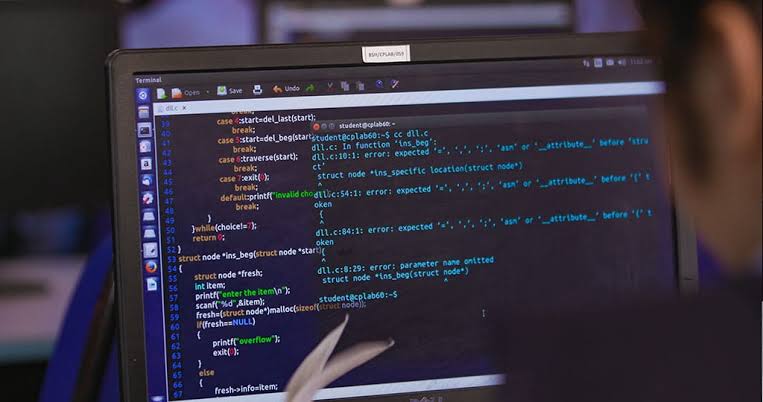 BSH/CPLAB/059
Terminal
Open
Save
Undo
dll.c
39
break;
40
case 4:start=del_last(start);
41
break;
42
case 5:start=del_beg(start
43
break;
44
case 6:traverse(start);
45
break;
46
case 7:exit(0);
47
break;
48
default:printf("invalid cho
49
break;
}
50
}while(choice!=7);
51
return 0;
52 }
53 struct node *ins_beg(struct node *start
54 {
55
struct node *fresh;
56
int item;
57
printf("enter the item\n");
58
scanf("%d",&item);
59
fresh=(struct node*)malloc(sizeof(struct node));
60
if(fresh==NULL)
61
{
62
printf("overflow");
63
exit(0);
64
}
65
else
66
{
67
fresh->info=item;
student@cplab60: ~
student@cplab60:~$ cc dll.c
dll.c: In function 'ins_beg':
dll.c:10:1: error: expected '=', ',', ';', 'asm' or '__attribute__' before 'stru
ct'
struct node *ins_specific location(struct node*)
^
dll.c:54:1: error: expected '=', ',', ';', 'asm' or '__attribute__' before '{' t
oken
{
^
dll.c:84:1: error: expected '=', ',', ';', 'asm' or '__attribute__' before '{' t
oken
{
^
dll.c:8:29: error: parameter name omitted
struct node *ins_beg(struct node*)
^
student@cplab60:~$